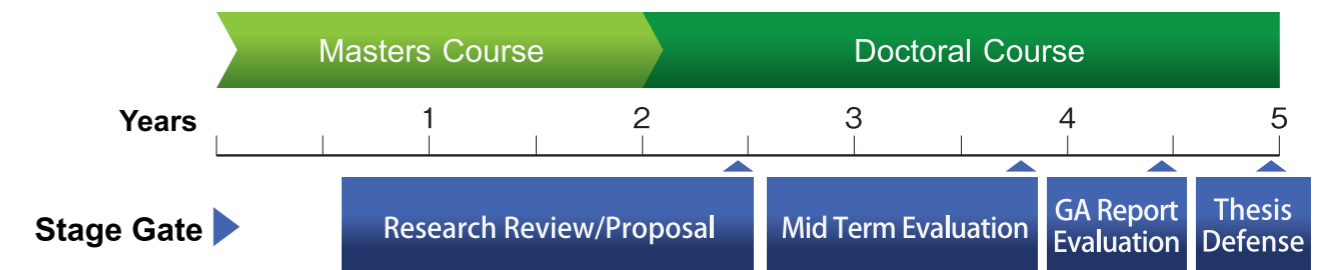 Masters Course
Doctoral Course
Years
1
2
3
4
5
Stage Gate
Research Review/Proposal
Mid Term Evaluation
GA Report
Evaluation
Thesis
Defense